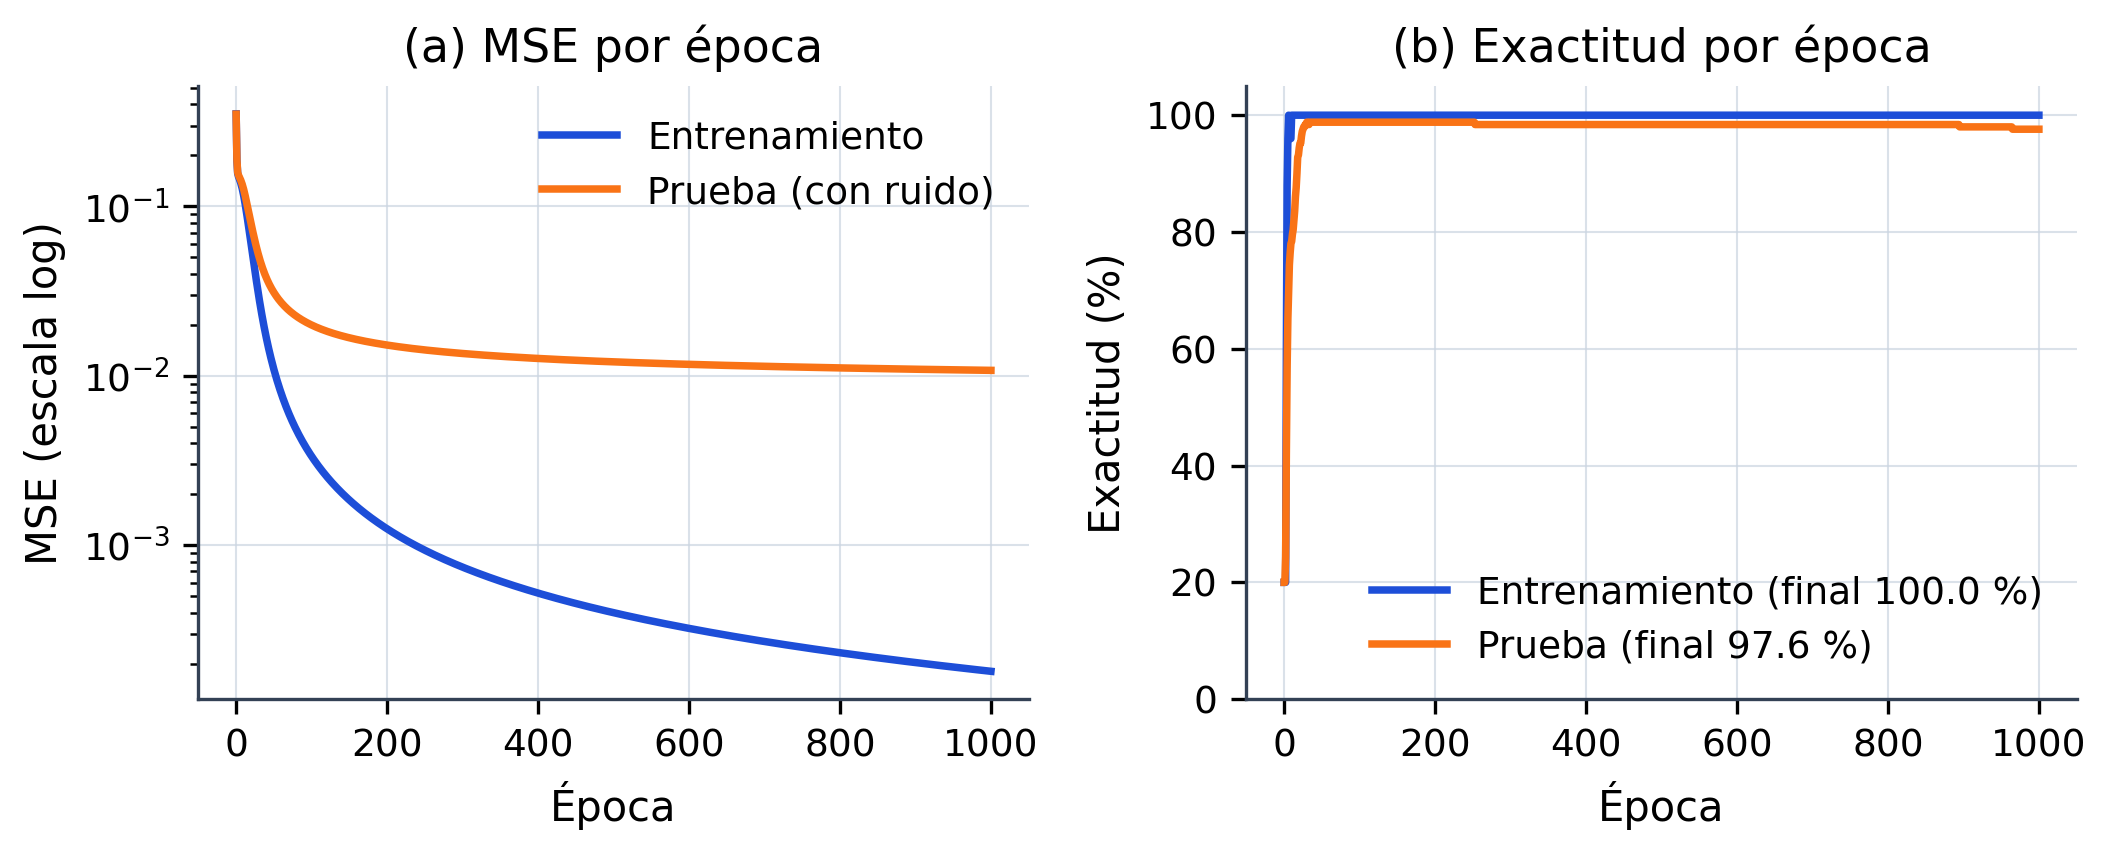 (a) MSE por época
MSE (escala log)
10⁻¹
10⁻²
10⁻³
Entrenamiento
Prueba (con ruido)
0 200 400 600 800 1000
Época
(b) Exactitud por época
Exactitud (%)
100
80
60
40
20
0
Entrenamiento (final 100.0 %)
Prueba (final 97.6 %)
0 200 400 600 800 1000
Época